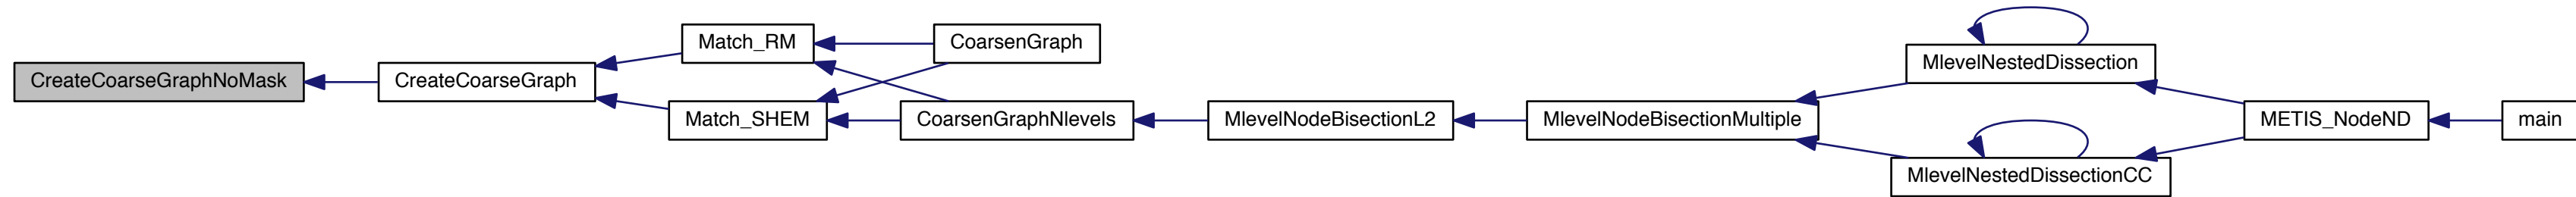 CreateCoarseGraphNoMask
CreateCoarseGraph
Match_RM
Match_SHEM
CoarsenGraph
CoarsenGraphNlevels
MlevelNodeBisectionL2
MlevelNodeBisectionMultiple
MlevelNestedDissection
MlevelNestedDissectionCC
METIS_NodeND
main